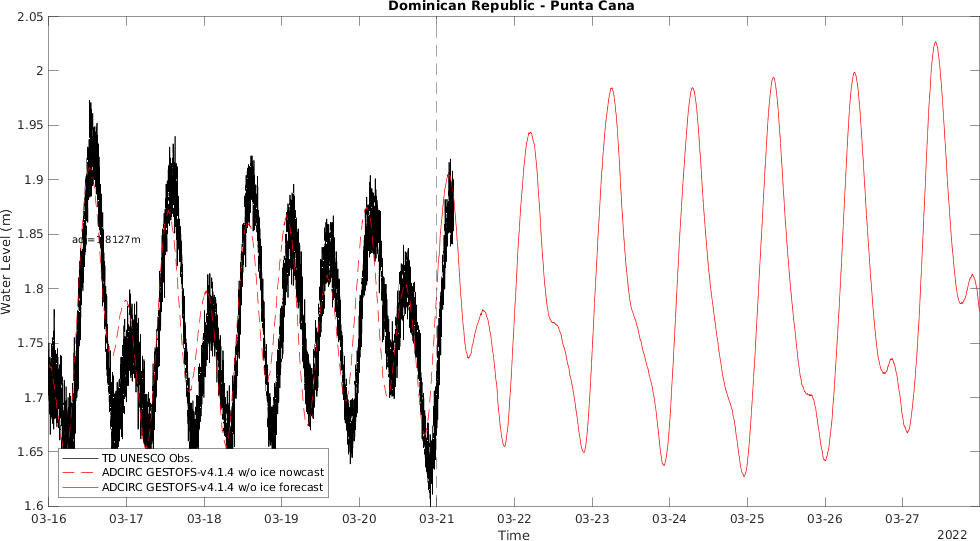 Dominican Republic - Punta Cana
2.05
2
1.95
1.9
1.85
1.8
1.75
1.7
1.65
1.6
Water Level (m)
TD UNESCO Obs.
ADCIRC GESTOFS-v4.1.4 w/o ice nowcast
ADCIRC GESTOFS-v4.1.4 w/o ice forecast
03-16 03-17 03-18 03-19 03-20 03-21 03-22 03-23 03-24 03-25 03-26 03-27
Time
2022